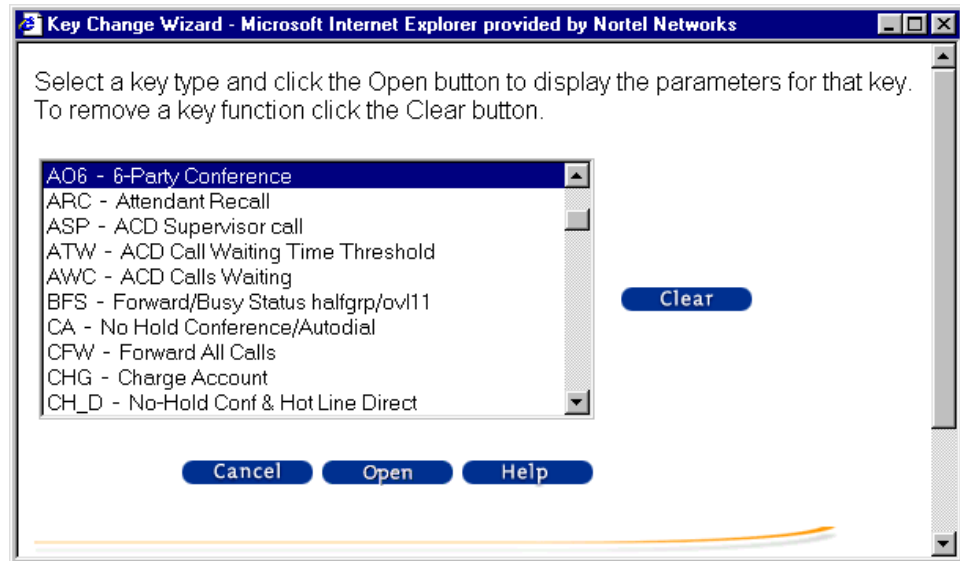 Key Change Wizard - Microsoft Internet Explorer provided by Nortel Networks
Select a key type and click the Open button to display the parameters for that key.
To remove a key function click the Clear button.
AO6 - 6-Party Conference
ARC - Attendant Recall
ASP - ACD Supervisor call
ATW - ACD Call Waiting Time Threshold
AWC - ACD Calls Waiting
BFS - Forward/Busy Status halfgrp/ovl11
CA - No Hold Conference/Autodial
CFW - Forward All Calls
CHG - Charge Account
CH_D - No-Hold Conf & Hot Line Direct
Clear
Cancel Open Help